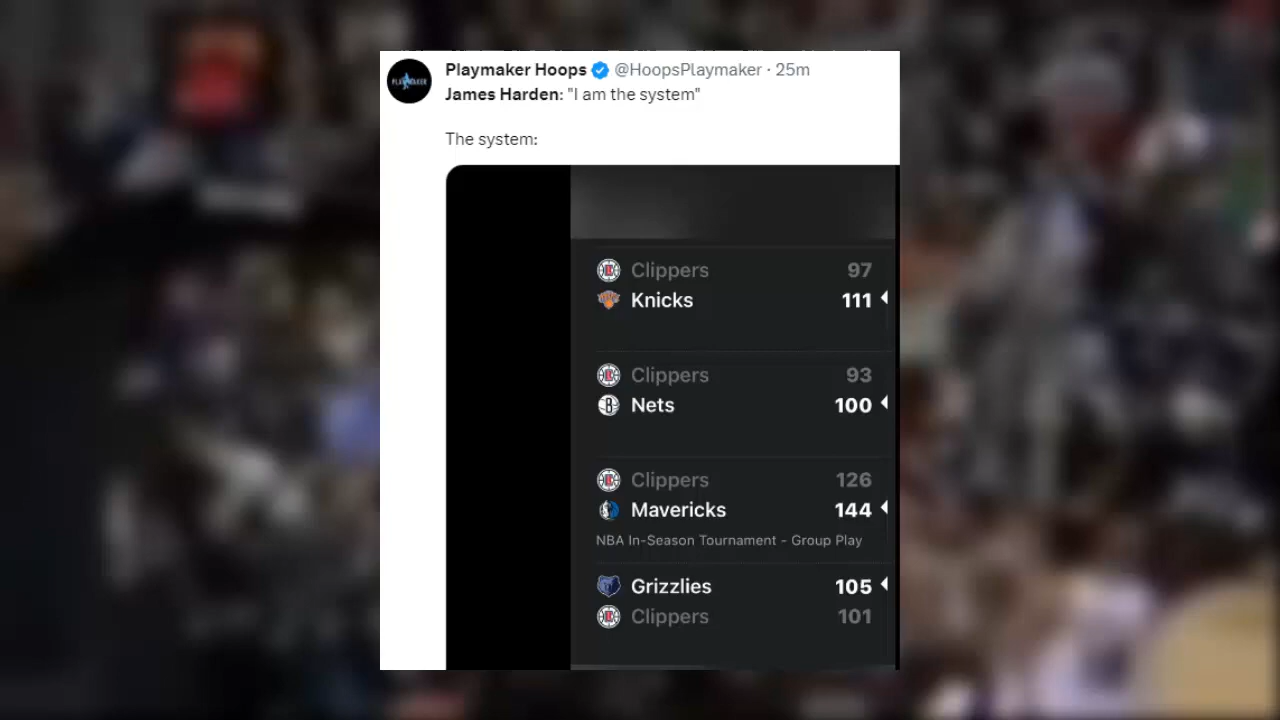 Playmaker Hoops @HoopsPlaymaker · 25m
James Harden: "I am the system"
The system:
Clippers 97
Knicks 111
Clippers 93
Nets 100
Clippers 126
Mavericks 144
NBA In-Season Tournament - Group Play
Grizzlies 105
Clippers 101